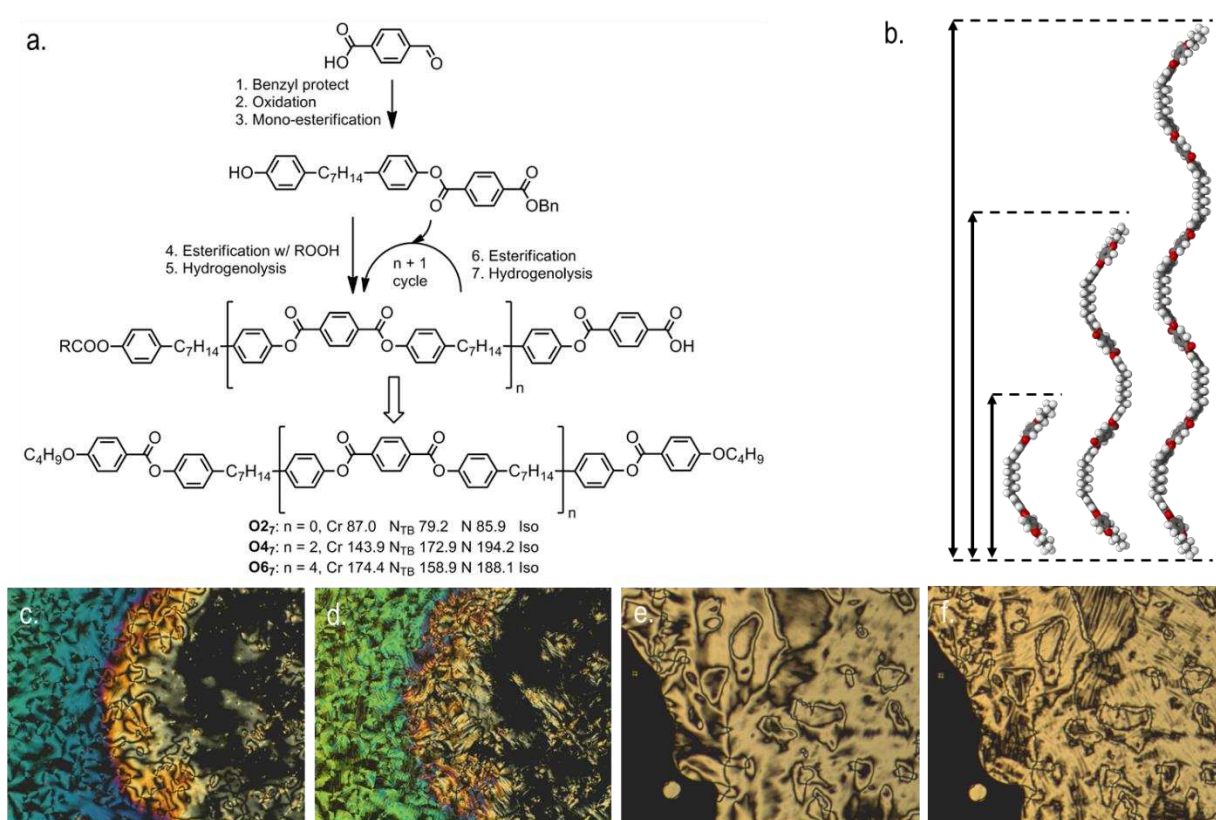 a.
b.
HO
O
O
1. Benzyl protect
2. Oxidation
3. Mono-esterification
HO
C7H14
O
O
O
OBn
4. Esterification w/ ROOH
5. Hydrogenolysis
n + 1
cycle
6. Esterification
7. Hydrogenolysis
RCOO
C7H14
O
O
O
O
C7H14
n
O
O
O
OH
C4H9O
O
O
C7H14
O
O
O
O
C7H14
n
O
O
OC4H9
O27: n = 0, Cr 87.0 NTB 79.2 N 85.9 Iso
O47: n = 2, Cr 143.9 NTB 172.9 N 194.2 Iso
O67: n = 4, Cr 174.4 NTB 158.9 N 188.1 Iso
c.
d.
e.
f.